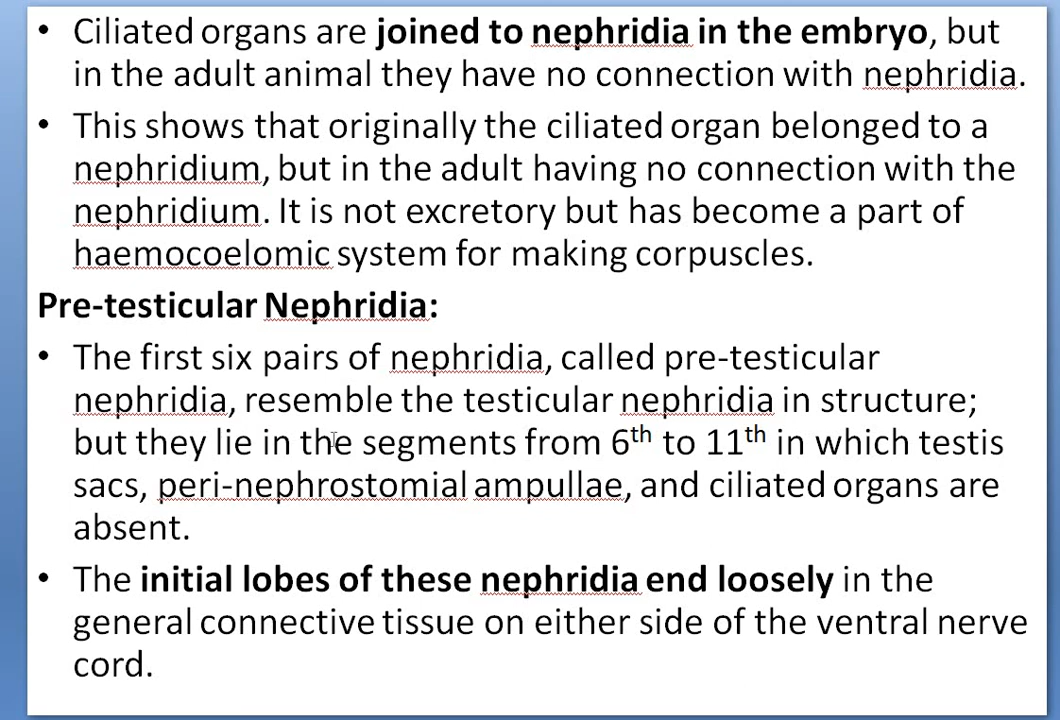 • Ciliated organs are joined to nephridia in the embryo, but
in the adult animal they have no connection with nephridia.
• This shows that originally the ciliated organ belonged to a
nephridium, but in the adult having no connection with the
nephridium. It is not excretory but has become a part of
haemocoelomic system for making corpuscles.
Pre-testicular Nephridia:
• The first six pairs of nephridia, called pre-testicular
nephridia, resemble the testicular nephridia in structure;
but they lie in the segments from 6th to 11th in which testis
sacs, peri-nephrostomial ampullae, and ciliated organs are
absent.
• The initial lobes of these nephridia end loosely in the
general connective tissue on either side of the ventral nerve
cord.